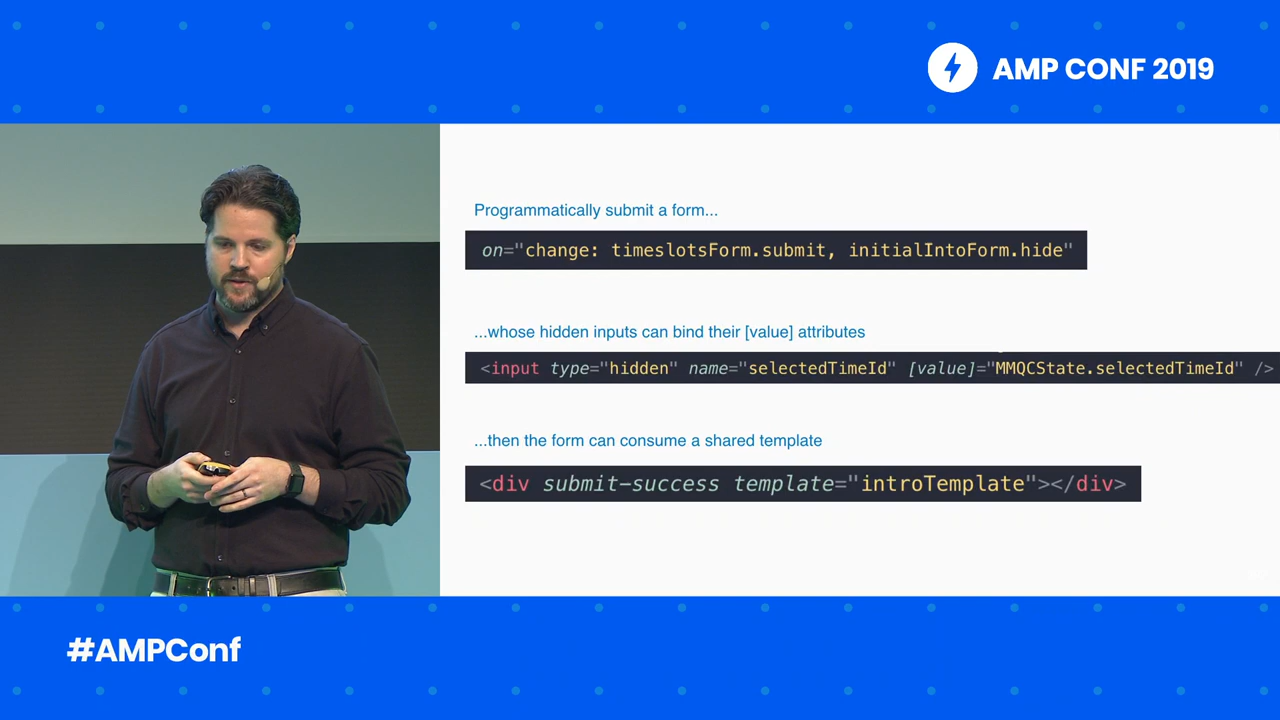 AMP CONF 2019
Programmatically submit a form...
on="change: timeslotsForm.submit, initialIntoForm.hide"
...whose hidden inputs can bind their [value] attributes
<input type="hidden" name="selectedTimeId" [value]="MMQCState.selectedTimeId" />
...then the form can consume a shared template
<div submit-success template="introTemplate"></div>
#AMPConf